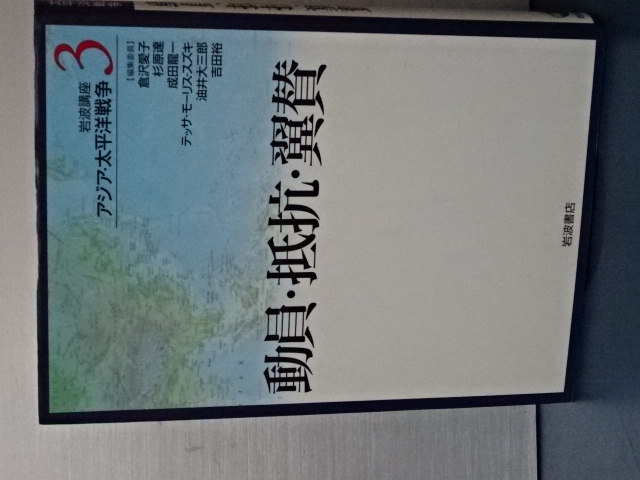 岩波講座
アジア・太平洋戦争
3
【編集委員】
倉沢愛子
杉原達
成田龍一
テッサ・モーリス-スズキ
油井大三郎
吉田裕
動員・抵抗・翼賛
岩波書店